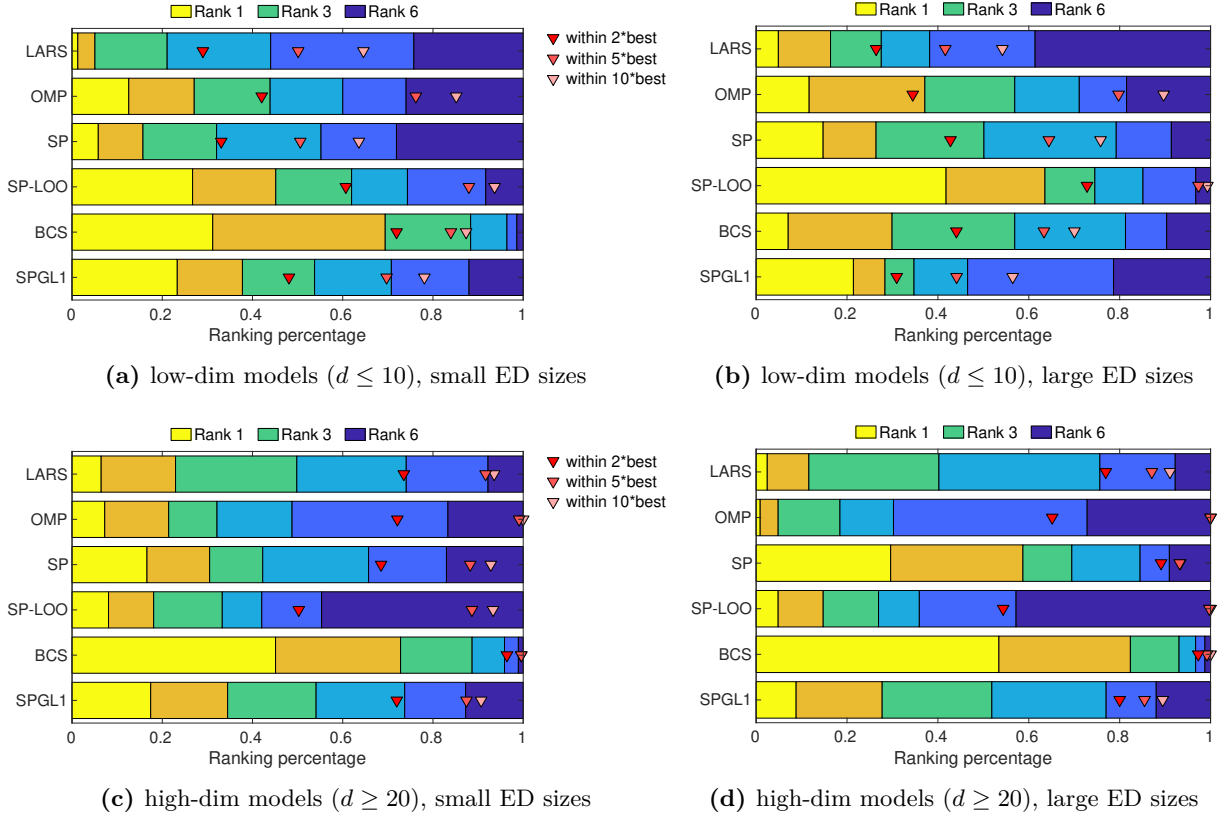 Rank 1 Rank 3 Rank 6
LARS
OMP
SP
SP-LOO
BCS
SPGL1
0 0.2 0.4 0.6 0.8 1
Ranking percentage
within 2*best
within 5*best
within 10*best
(a) low-dim models (d ≤ 10), small ED sizes
Rank 1 Rank 3 Rank 6
LARS
OMP
SP
SP-LOO
BCS
SPGL1
0 0.2 0.4 0.6 0.8 1
Ranking percentage
(b) low-dim models (d ≤ 10), large ED sizes
Rank 1 Rank 3 Rank 6
LARS
OMP
SP
SP-LOO
BCS
SPGL1
0 0.2 0.4 0.6 0.8 1
Ranking percentage
within 2*best
within 5*best
within 10*best
(c) high-dim models (d ≥ 20), small ED sizes
Rank 1 Rank 3 Rank 6
LARS
OMP
SP
SP-LOO
BCS
SPGL1
0 0.2 0.4 0.6 0.8 1
Ranking percentage
(d) high-dim models (d ≥ 20), large ED sizes